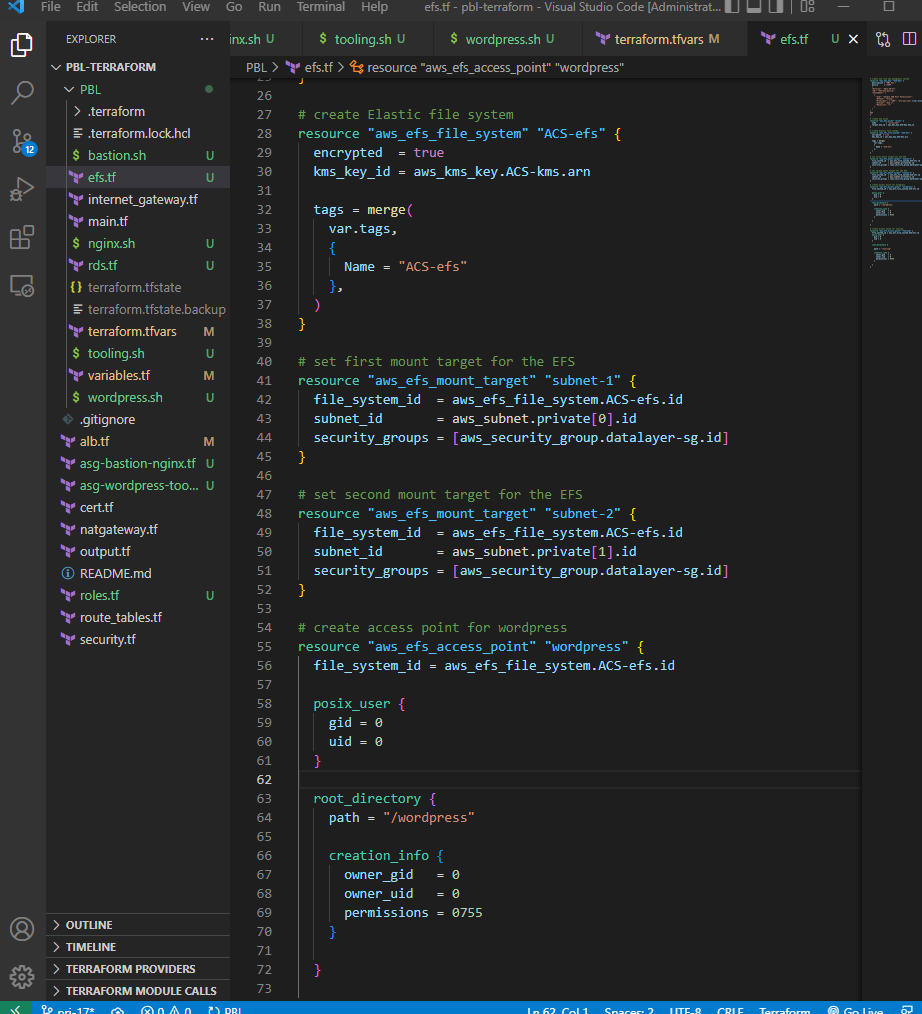 File Edit Selection View Go Run Terminal Help efs.tf - pbl-terraform - Visual Studio Code [Administrat...
EXPLORER ...
inx.sh U $ tooling.sh U $ wordpress.sh U terraform.tfvars M efs.tf U
PBL > efs.tf > resource "aws_efs_access_point" "wordpress"
PBL-TERRAFORM
PBL
.terraform
.terraform.lock.hcl
$ bastion.sh U
efs.tf U
internet_gateway.tf
main.tf
$ nginx.sh U
rds.tf U
{} terraform.tfstate
terraform.tfstate.backup
terraform.tfvars M
$ tooling.sh U
variables.tf M
$ wordpress.sh U
.gitignore
alb.tf M
asg-bastion-nginx.tf U
asg-wordpress-too... U
cert.tf
natgateway.tf
output.tf
README.md
roles.tf U
route_tables.tf
security.tf
OUTLINE
TIMELINE
TERRAFORM PROVIDERS
TERRAFORM MODULE CALLS
12
25 }
26
27 # create Elastic file system
28 resource "aws_efs_file_system" "ACS-efs" {
29 encrypted = true
30 kms_key_id = aws_kms_key.ACS-kms.arn
31
32 tags = merge(
33 var.tags,
34 {
35 Name = "ACS-efs"
36 },
37 )
38 }
39
40 # set first mount target for the EFS
41 resource "aws_efs_mount_target" "subnet-1" {
42 file_system_id = aws_efs_file_system.ACS-efs.id
43 subnet_id = aws_subnet.private[0].id
44 security_groups = [aws_security_group.datalayer-sg.id]
45 }
46
47 # set second mount target for the EFS
48 resource "aws_efs_mount_target" "subnet-2" {
49 file_system_id = aws_efs_file_system.ACS-efs.id
50 subnet_id = aws_subnet.private[1].id
51 security_groups = [aws_security_group.datalayer-sg.id]
52 }
53
54 # create access point for wordpress
55 resource "aws_efs_access_point" "wordpress" {
56 file_system_id = aws_efs_file_system.ACS-efs.id
57
58 posix_user {
59 gid = 0
60 uid = 0
61 }
62
63 root_directory {
64 path = "/wordpress"
65
66 creation_info {
67 owner_gid = 0
68 owner_uid = 0
69 permissions = 0755
70 }
71
72 }
73
prj-17* 0 0 PBL Ln 62, Col 1 Spaces: 2 UTF-8 CRLF Terraform Go Live